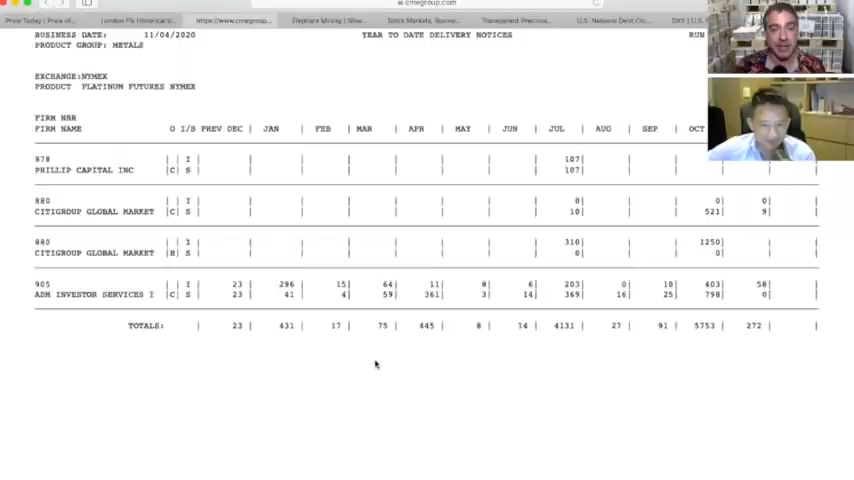 cmegroup.com
Price Today | Price of...
London Fix Historical s...
https://www.cmegroup...
Elephant Mining | Silve...
Stock Markets, Busine...
Transparent Precious...
U.S. National Debt Clo...
DXY | U.S.
BUSINESS DATE: 11/04/2020 YEAR TO DATE DELIVERY NOTICES RUN
PRODUCT GROUP: METALS
EXCHANGE:NYMEX
PRODUCT PLATINUM FUTURES NYMEX
FIRM NBR
FIRM NAME O I/S PREV DEC | JAN | FEB | MAR | APR | MAY | JUN | JUL | AUG | SEP | OCT
878 | | I | | | | | | | 107| | |
PHILLIP CAPITAL INC |C| S | | | | | | | 107| | |
880 | | I | | | | | | | 0| | | 0| 0|
CITIGROUP GLOBAL MARKET |C| S | | | | | | | 10| | | 521| 9|
880 | | I | | | | | | | 310| | | 1250|
CITIGROUP GLOBAL MARKET |H| S | | | | | | | 0| | | 0|
905 | | I 23 | 296 | 15| 64| 11| 8| 6| 203| 0| 10| 403| 58|
ADM INVESTOR SERVICES I |C| S 23 | 41 | 4| 59| 361| 3| 14| 369| 16| 25| 798| 0|
TOTALS: | 23 | 431 | 17 | 75 | 445 | 8 | 14 | 4131 | 27 | 91 | 5753 | 272 | |